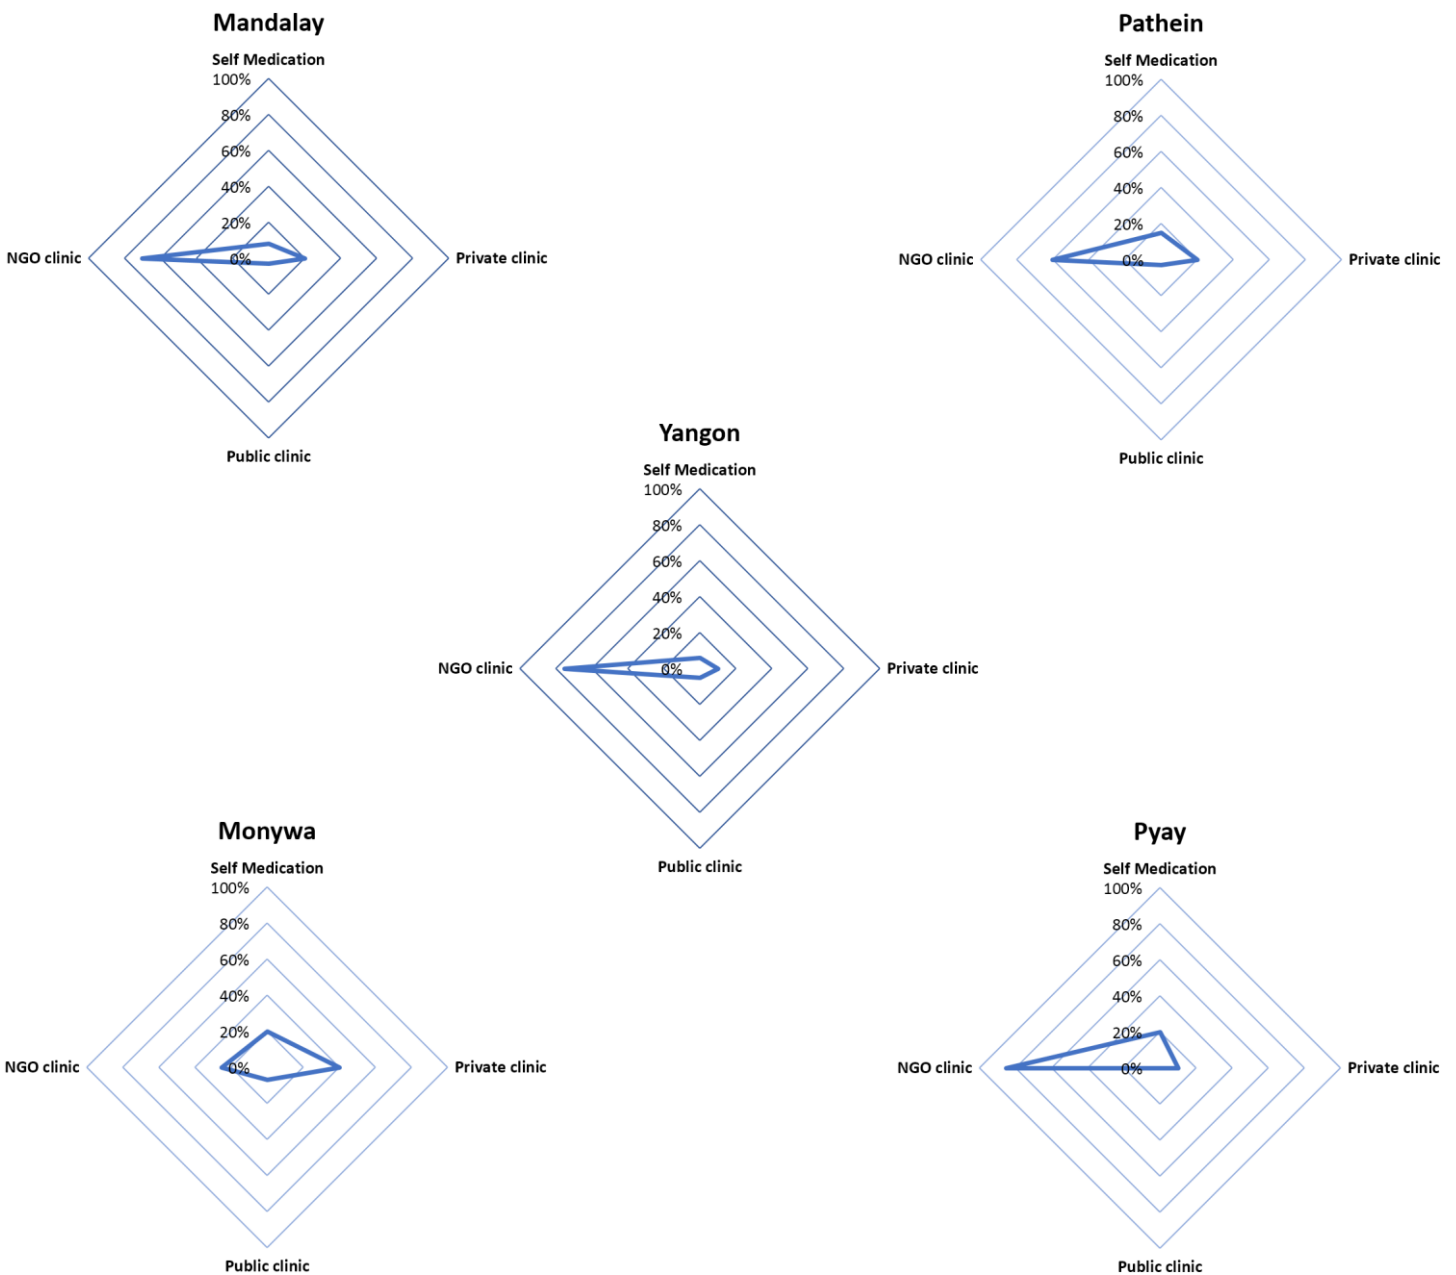 Mandalay
Self Medication
100%
80%
60%
40%
20%
0%
NGO clinic
Private clinic
Public clinic
Pathein
Self Medication
100%
80%
60%
40%
20%
0%
NGO clinic
Private clinic
Public clinic
Yangon
Self Medication
100%
80%
60%
40%
20%
0%
NGO clinic
Private clinic
Public clinic
Monywa
Self Medication
100%
80%
60%
40%
20%
0%
NGO clinic
Private clinic
Public clinic
Pyay
Self Medication
100%
80%
60%
40%
20%
0%
NGO clinic
Private clinic
Public clinic